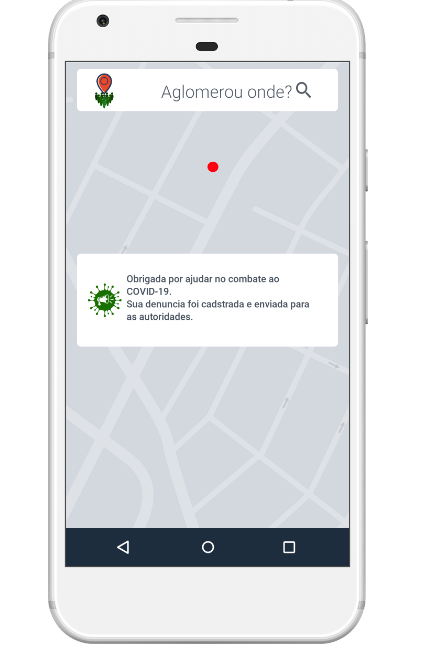 Aglomerou onde?
Obrigada por ajudar no combate ao
COVID-19.
Sua denuncia foi cadstrada e enviada para
as autoridades.